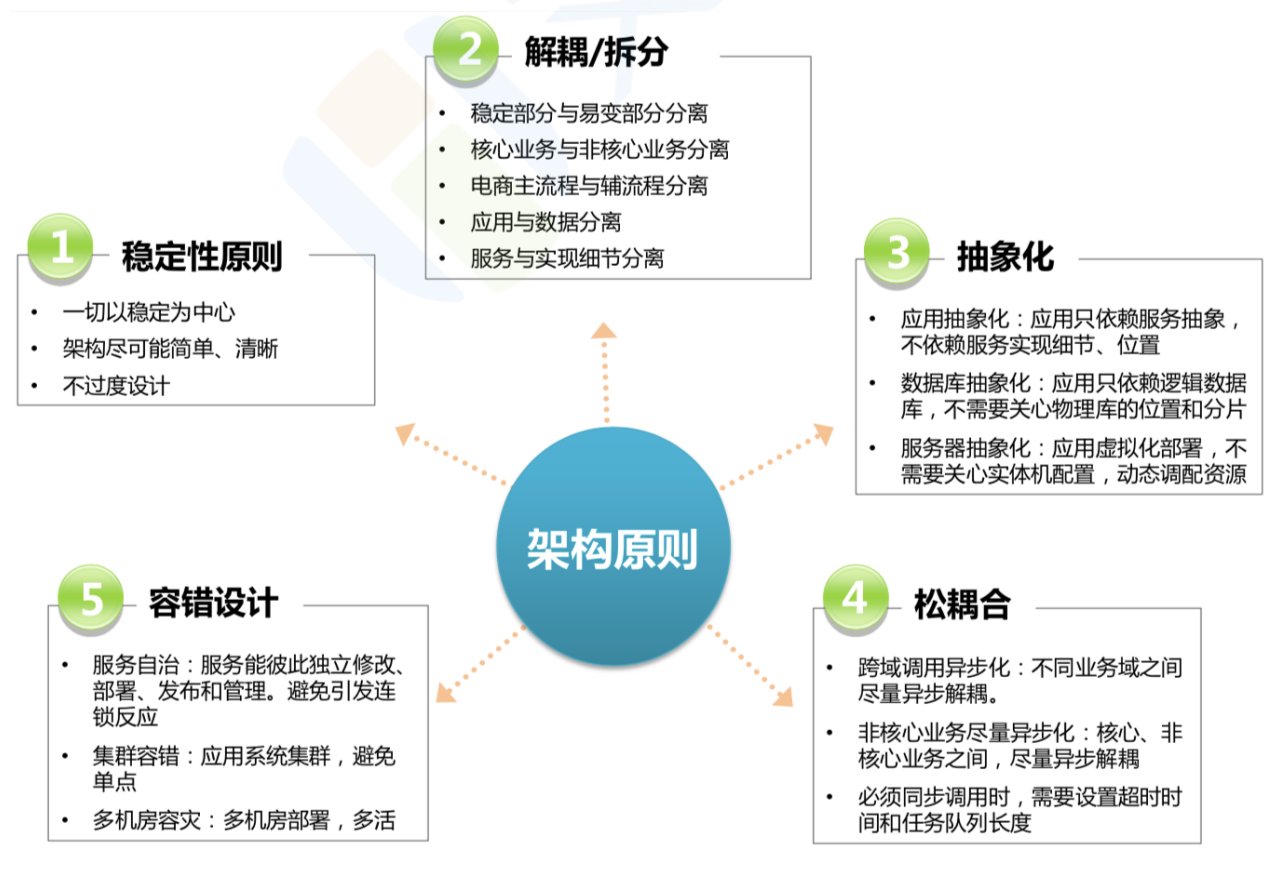 1 稳定性原则
• 一切以稳定为中心
• 架构尽可能简单、清晰
• 不过度设计
2 解耦/拆分
• 稳定部分与易变部分分离
• 核心业务与非核心业务分离
• 电商主流程与辅流程分离
• 应用与数据分离
• 服务与实现细节分离
3 抽象化
• 应用抽象化：应用只依赖服务抽象，
不依赖服务实现细节、位置
• 数据库抽象化：应用只依赖逻辑数据
库，不需要关心物理库的位置和分片
• 服务器抽象化：应用虚拟化部署，不
需要关心实体机配置，动态调配资源
架构原则
4 松耦合
• 跨域调用异步化：不同业务域之间
尽量异步解耦。
• 非核心业务尽量异步化：核心、非
核心业务之间，尽量异步解耦
• 必须同步调用时，需要设置超时时
间和任务队列长度
5 容错设计
• 服务自治：服务能彼此独立修改、
部署、发布和管理。避免引发连
锁反应
• 集群容错：应用系统集群，避免
单点
• 多机房容灾：多机房部署，多活